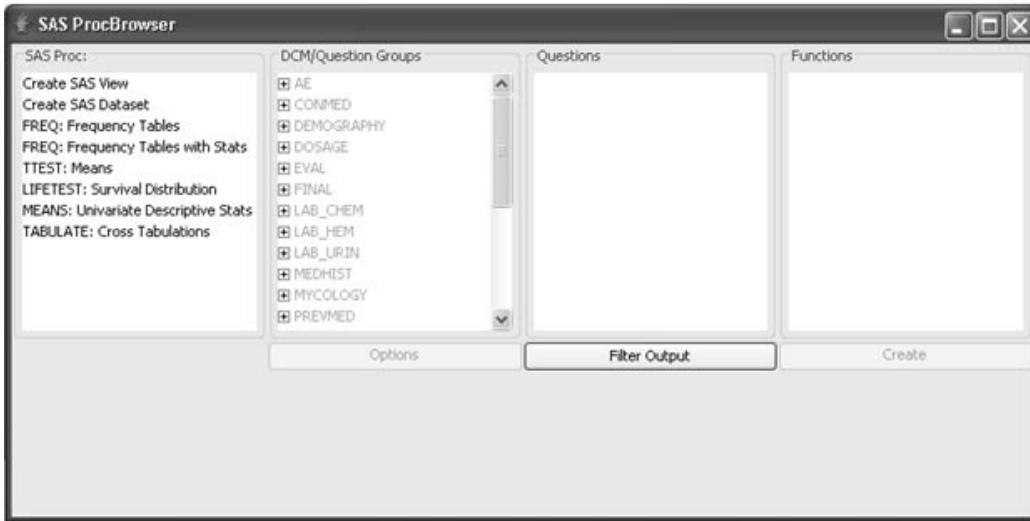 SAS ProcBrowser
SAS Proc:
Create SAS View
Create SAS Dataset
FREQ: Frequency Tables
FREQ: Frequency Tables with Stats
TTEST: Means
LIFETEST: Survival Distribution
MEANS: Univariate Descriptive Stats
TABULATE: Cross Tabulations
DCM/Question Groups
AE
CONMED
DEMOGRAPHY
DOSAGE
EVAL
FINAL
LAB_CHEM
LAB_HEM
LAB_URIN
MEDHIST
MYCOLOGY
PREVMED
Questions
Functions
Options
Filter Output
Create